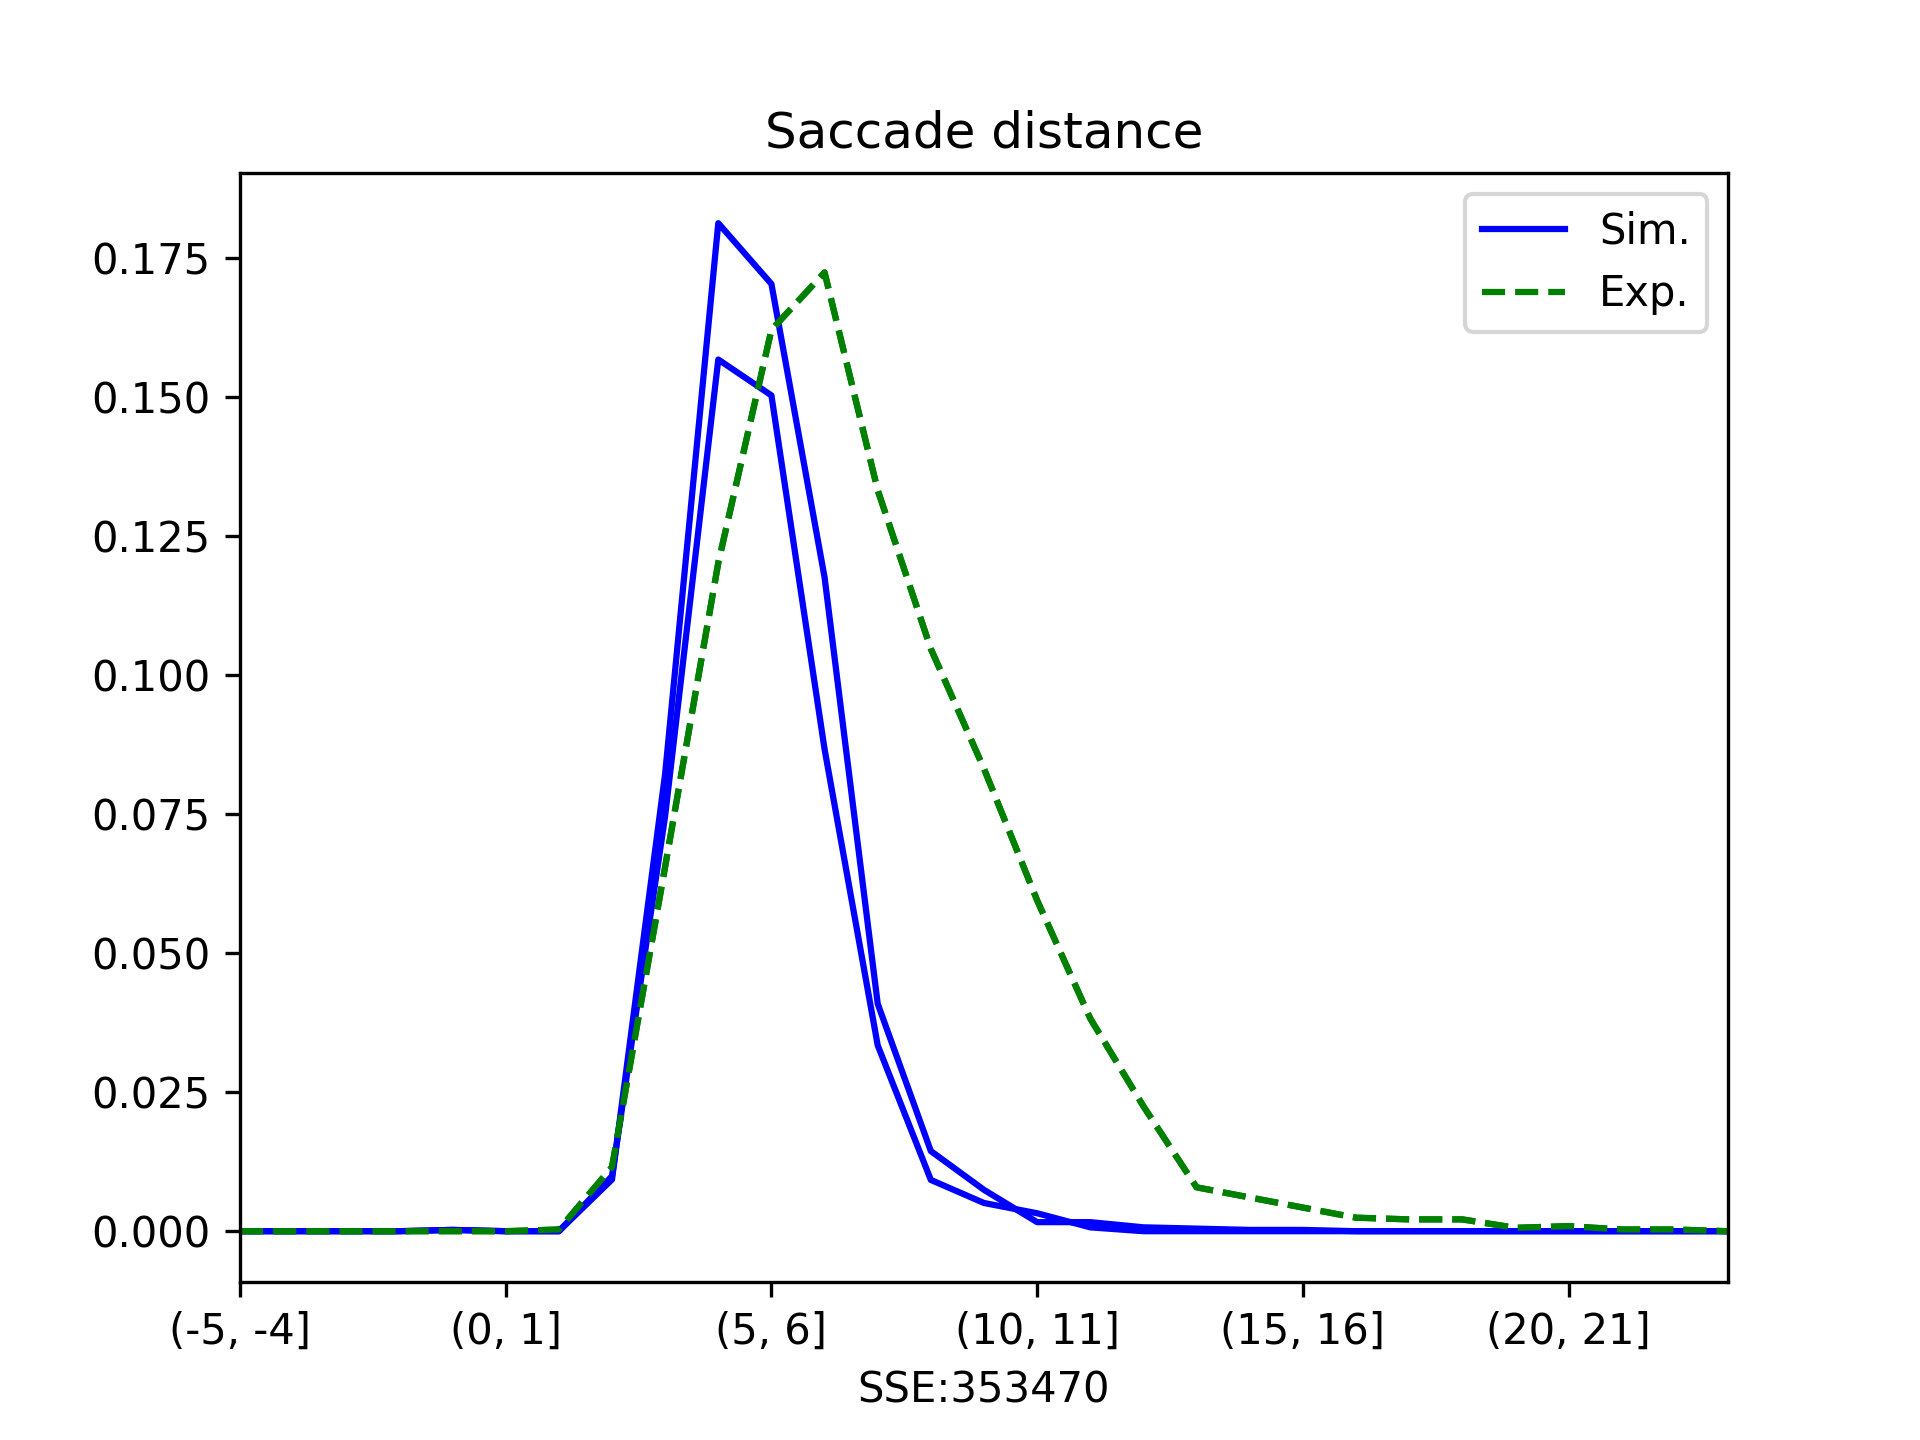 Saccade distance
Sim.
Exp.
0.175
0.150
0.125
0.100
0.075
0.050
0.025
0.000
(-5, -4] (0, 1] (5, 6] (10, 11] (15, 16] (20, 21]
SSE:353470